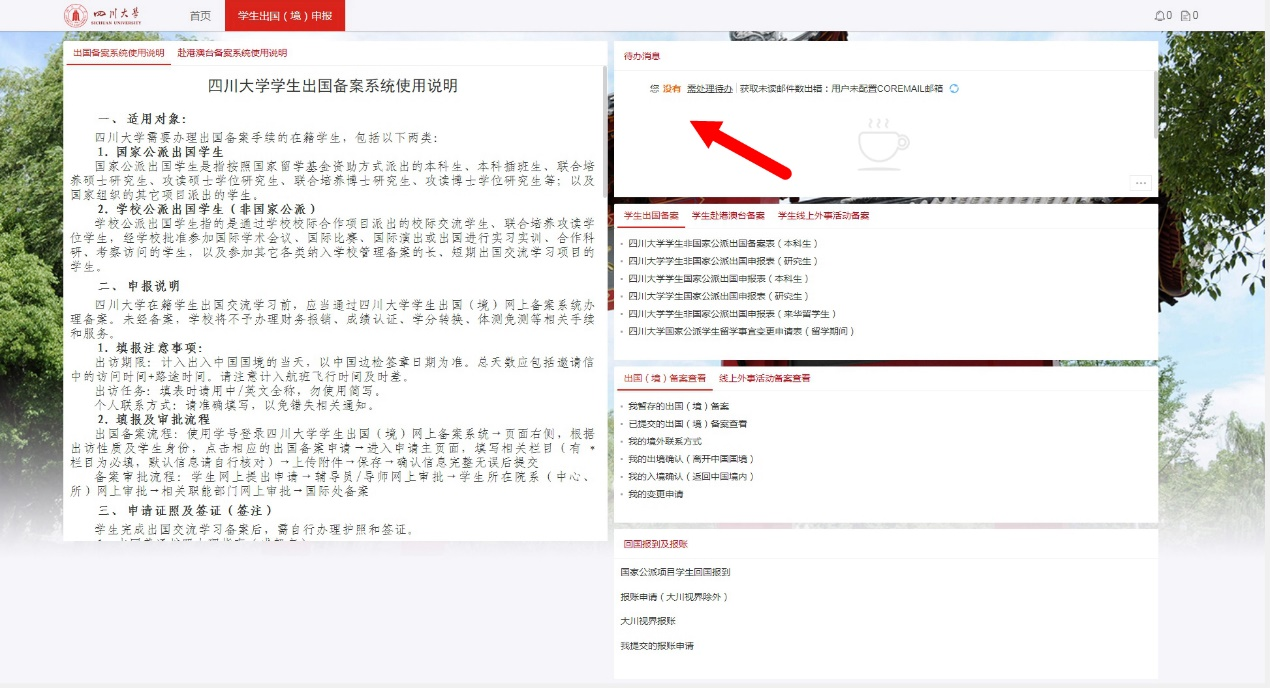 四川大学
SICHUAN UNIVERSITY
首页
学生出国（境）申报
0 0
出国备案系统使用说明 赴港澳台备案系统使用说明
四川大学学生出国备案系统使用说明
一、 适用对象：
四川大学需要办理出国备案手续的在籍学生，包括以下两类：
1. 国家公派出国学生
国家公派出国学生是指按照国家留学基金资助方式派出的本科生、本科插班生、联合培
养硕士研究生、攻读硕士学位研究生、联合培养博士研究生、攻读博士学位研究生等；以及
国家组织的其它项目派出的学生。
2. 学校公派出国学生（非国家公派）
学校公派出国学生指的是通过学校校际合作项目派出的校际交流学生、联合培养攻读学
位学生，经学校批准参加国际学术会议、国际比赛、国际演出或出国进行实习实训、合作科
研、考察访问的学生，以及参加其它各类纳入学校管理备案的长、短期出国交流学习项目的
学生。
二、 申报说明
四川大学在籍学生出国交流学习前，应当通过四川大学学生出国（境）网上备案系统办
理备案。未经备案，学校将不予办理财务报销、成绩认证、学分转换、体测免测等相关手续
和服务。
1. 填报注意事项：
出访期限：计入出入中国国境的当天，以中国边检签章日期为准。总天数应包括邀请信
中的访问时间+路途时间。请注意计入航班飞行时间及时差。
出访任务：填表时请用中/英文全称，勿使用简写。
个人联系方式：请准确填写，以免错失相关通知。
2. 填报及审批流程
出国备案流程：使用学号登录四川大学学生出国（境）网上备案系统→页面右侧，根据
出访性质及学生身份，点击相应的出国备案申请→进入申请主页面，填写相关栏目（有 *
栏目为必填，默认信息请自行核对）→上传附件→保存→确认信息完整无误后提交
备案审批流程：学生网上提出申请→辅导员/导师网上审批→学生所在院系（中心、
所）网上审批→相关职能部门网上审批→国际处备案
三、 申请证照及签证（签注）
学生完成出国交流学习备案后，需自行办理护照和签证。
待办消息
您 没有 需处理待办 获取未读邮件数出错：用户未配置COREMAIL邮箱
...
学生出国备案 学生赴港澳台备案 学生线上外事活动备案
四川大学学生非国家公派出国备案表（本科生）
四川大学学生非国家公派出国申报表（研究生）
四川大学学生国家公派出国申报表（本科生）
四川大学学生国家公派出国申报表（研究生）
四川大学学生非国家公派出国申报表（来华留学生）
四川大学国家公派学生留学事宜变更申请表（留学期间）
出国（境）备案查看 线上外事活动备案查看
我暂存的出国（境）备案
已提交的出国（境）备案查看
我的境外联系方式
我的出境确认（离开中国国境）
我的入境确认（返回中国境内）
我的变更申请
回国报到及报账
国家公派项目学生回国报到
报账申请（大川视界除外）
大川视界报账
我提交的报账申请